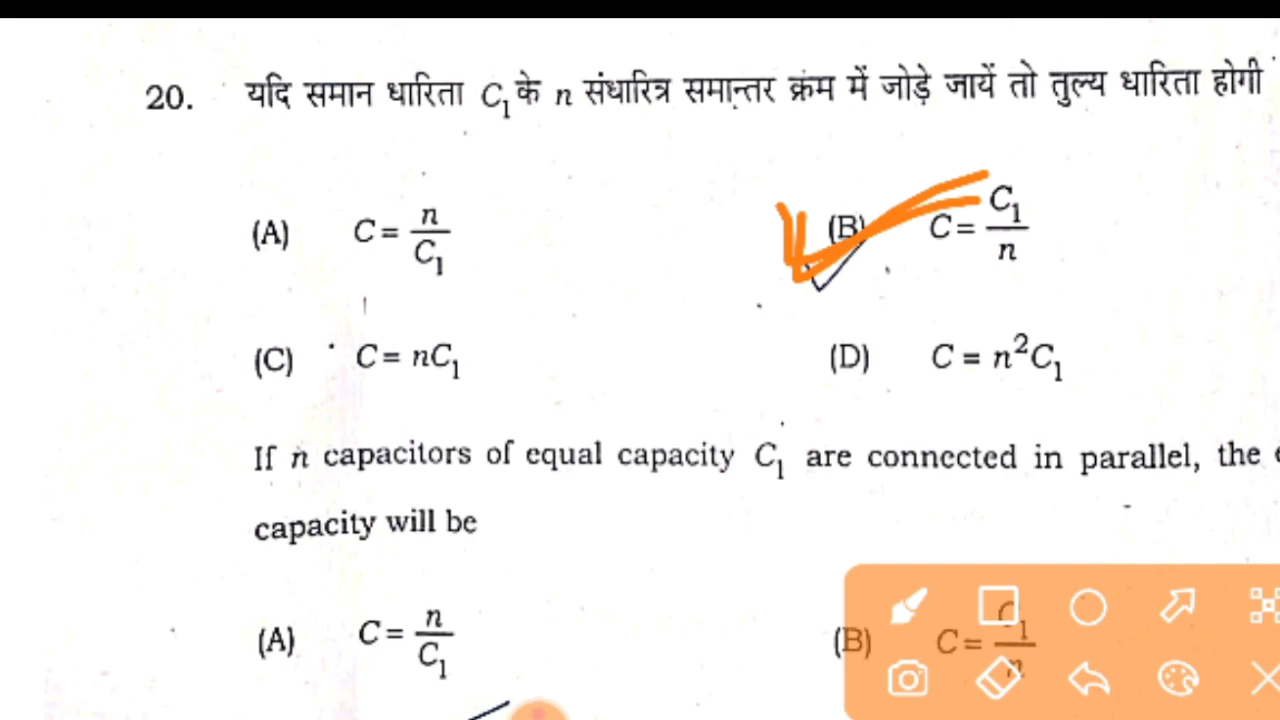 20. यदि समान धारिता C₁ के n संधारित्र समान्तर क्रम में जोड़े जायें तो तुल्य धारिता होगी
(A) C = n/C₁ (B) C = C₁/n
(C) C = nC₁ (D) C = n²C₁
If n capacitors of equal capacity C₁ are connected in parallel, the
capacity will be
(A) C = n/C₁ (B) C = C₁/n